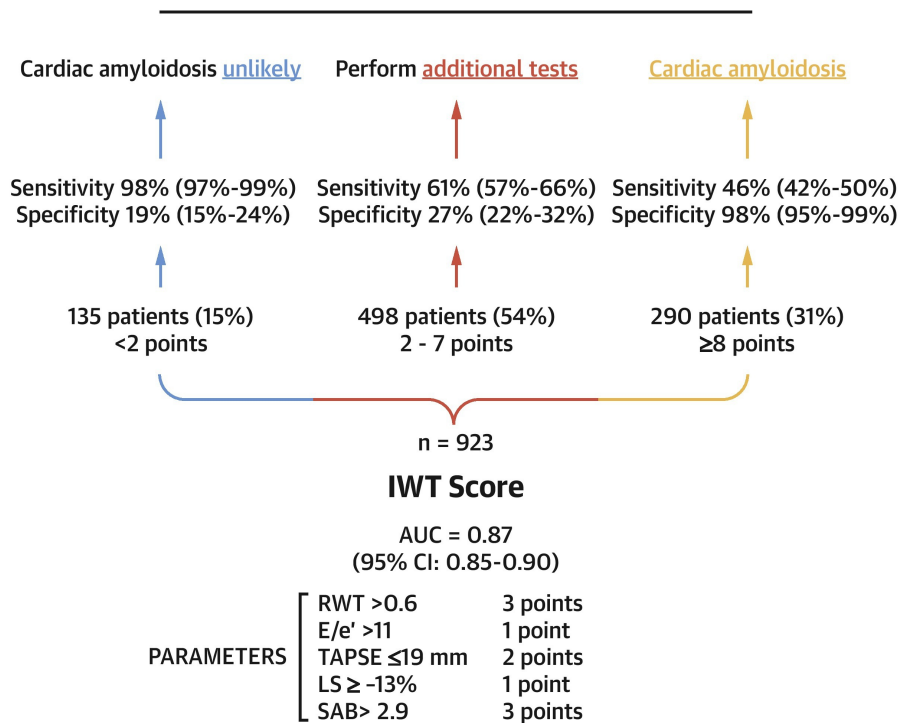 Cardiac amyloidosis unlikely
Perform additional tests
Cardiac amyloidosis
Sensitivity 98% (97%-99%)
Specificity 19% (15%-24%)
Sensitivity 61% (57%-66%)
Specificity 27% (22%-32%)
Sensitivity 46% (42%-50%)
Specificity 98% (95%-99%)
135 patients (15%)
<2 points
498 patients (54%)
2 - 7 points
290 patients (31%)
≥8 points
n = 923
IWT Score
AUC = 0.87
(95% CI: 0.85-0.90)
PARAMETERS
RWT >0.6 3 points
E/e′ >11 1 point
TAPSE ≤19 mm 2 points
LS ≥ –13% 1 point
SAB> 2.9 3 points